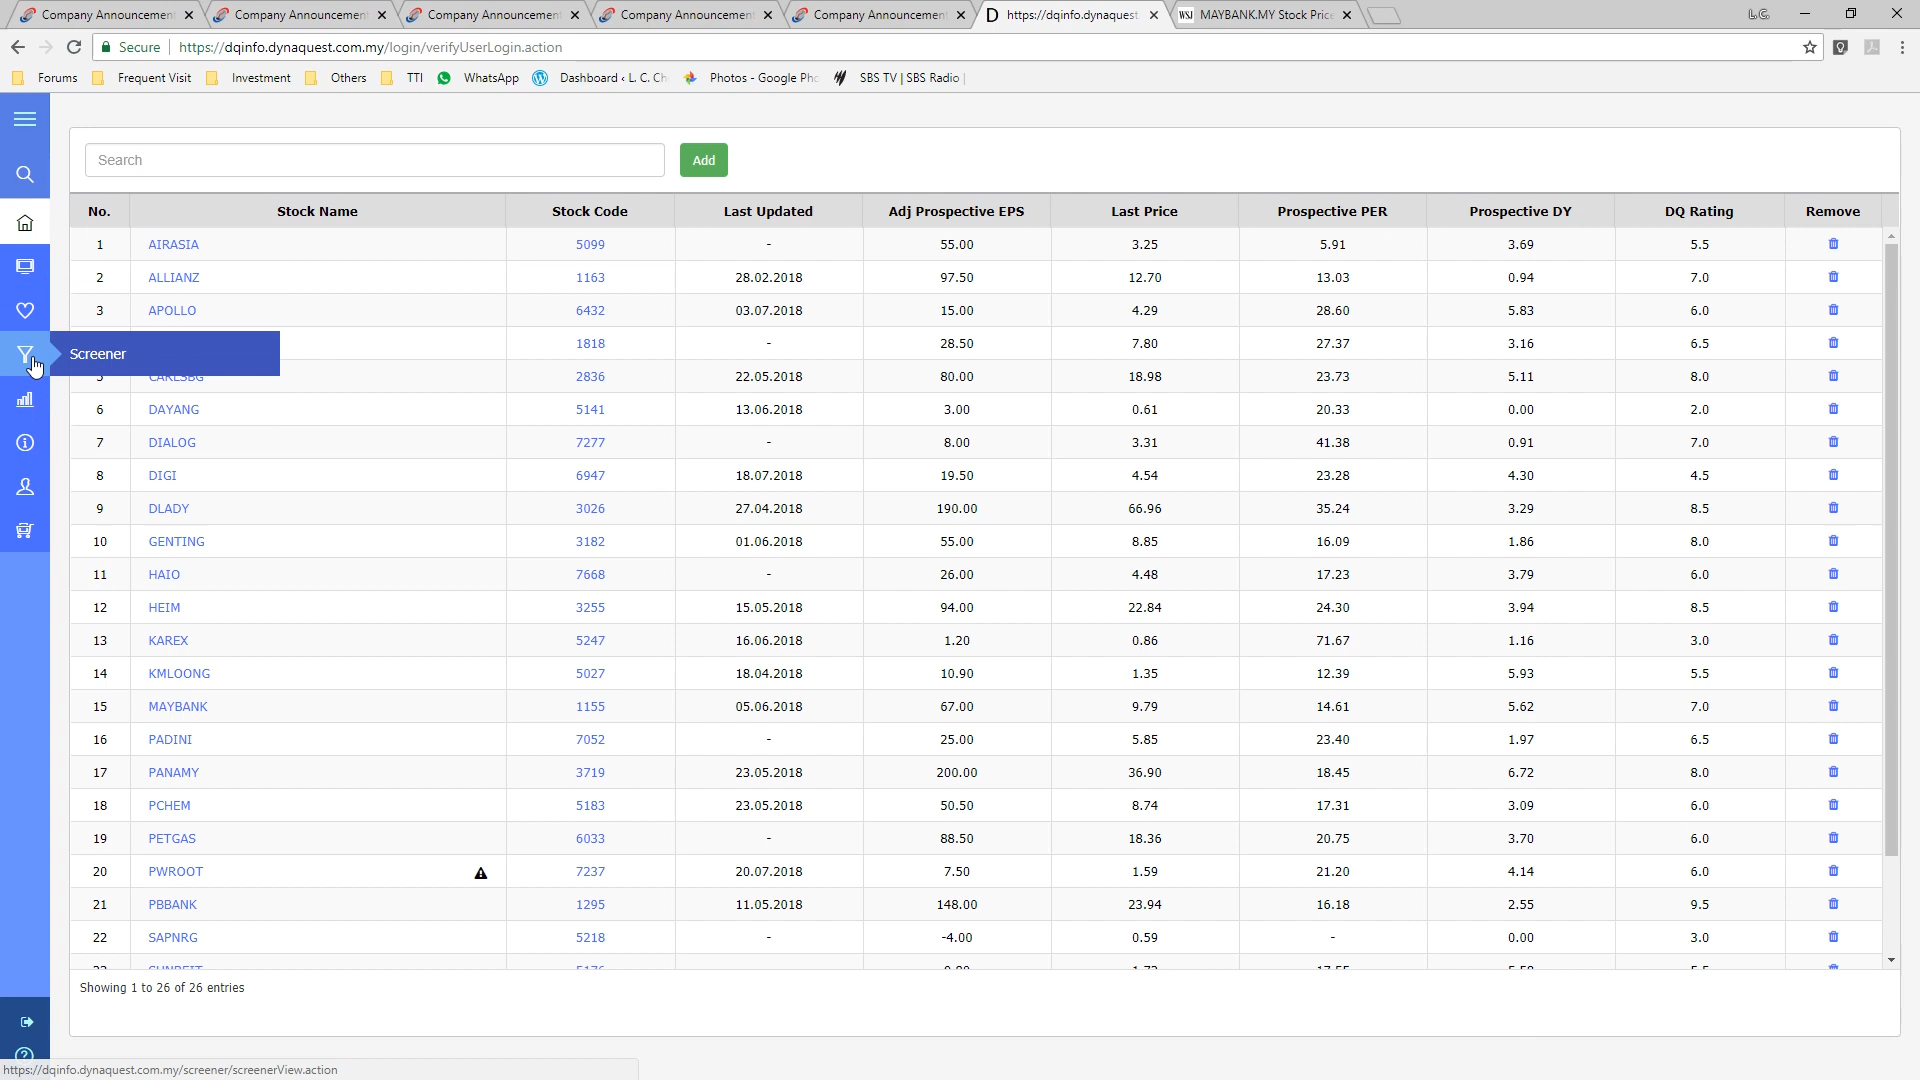 Company Announcement Company Announcement Company Announcement Company Announcement Company Announcement https://dqinfo.dynaquest. WSJ MAYBANK.MY Stock Pric L.C.
Secure https://dqinfo.dynaquest.com.my/login/verifyUserLogin.action
Forums Frequent Visit Investment Others TTI WhatsApp Dashboard ‹ L. C. Ch Photos - Google Pho SBS TV | SBS Radio |
Search Add
No. Stock Name Stock Code Last Updated Adj Prospective EPS Last Price Prospective PER Prospective DY DQ Rating Remove
1 AIRASIA 5099 - 55.00 3.25 5.91 3.69 5.5
2 ALLIANZ 1163 28.02.2018 97.50 12.70 13.03 0.94 7.0
3 APOLLO 6432 03.07.2018 15.00 4.29 28.60 5.83 6.0
Screener 1818 - 28.50 7.80 27.37 3.16 6.5
5 CARLSBG 2836 22.05.2018 80.00 18.98 23.73 5.11 8.0
6 DAYANG 5141 13.06.2018 3.00 0.61 20.33 0.00 2.0
7 DIALOG 7277 - 8.00 3.31 41.38 0.91 7.0
8 DIGI 6947 18.07.2018 19.50 4.54 23.28 4.30 4.5
9 DLADY 3026 27.04.2018 190.00 66.96 35.24 3.29 8.5
10 GENTING 3182 01.06.2018 55.00 8.85 16.09 1.86 8.0
11 HAIO 7668 - 26.00 4.48 17.23 3.79 6.0
12 HEIM 3255 15.05.2018 94.00 22.84 24.30 3.94 8.5
13 KAREX 5247 16.06.2018 1.20 0.86 71.67 1.16 3.0
14 KMLOONG 5027 18.04.2018 10.90 1.35 12.39 5.93 5.5
15 MAYBANK 1155 05.06.2018 67.00 9.79 14.61 5.62 7.0
16 PADINI 7052 - 25.00 5.85 23.40 1.97 6.5
17 PANAMY 3719 23.05.2018 200.00 36.90 18.45 6.72 8.0
18 PCHEM 5183 23.05.2018 50.50 8.74 17.31 3.09 6.0
19 PETGAS 6033 - 88.50 18.36 20.75 3.70 6.0
20 PWROOT 7237 20.07.2018 7.50 1.59 21.20 4.14 6.0
21 PBBANK 1295 11.05.2018 148.00 23.94 16.18 2.55 9.5
22 SAPNRG 5218 - -4.00 0.59 - 0.00 3.0
Showing 1 to 26 of 26 entries
https://dqinfo.dynaquest.com.my/screener/screenerView.action